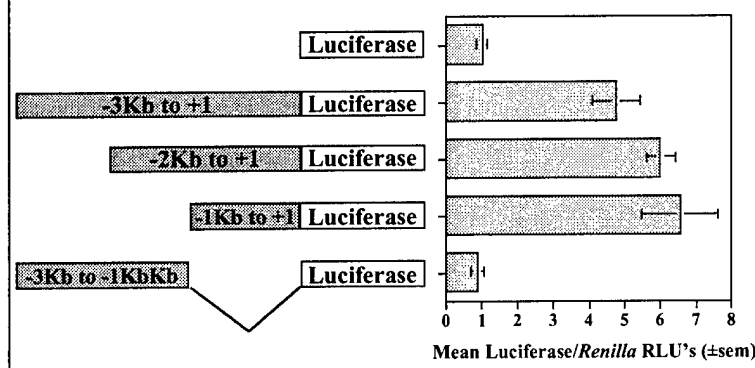 Luciferase
-3Kb to +1 Luciferase
-2Kb to +1 Luciferase
-1Kb to +1 Luciferase
-3Kb to -1KbKb Luciferase
0 1 2 3 4 5 6 7 8
Mean Luciferase/Renilla RLU's (±sem)